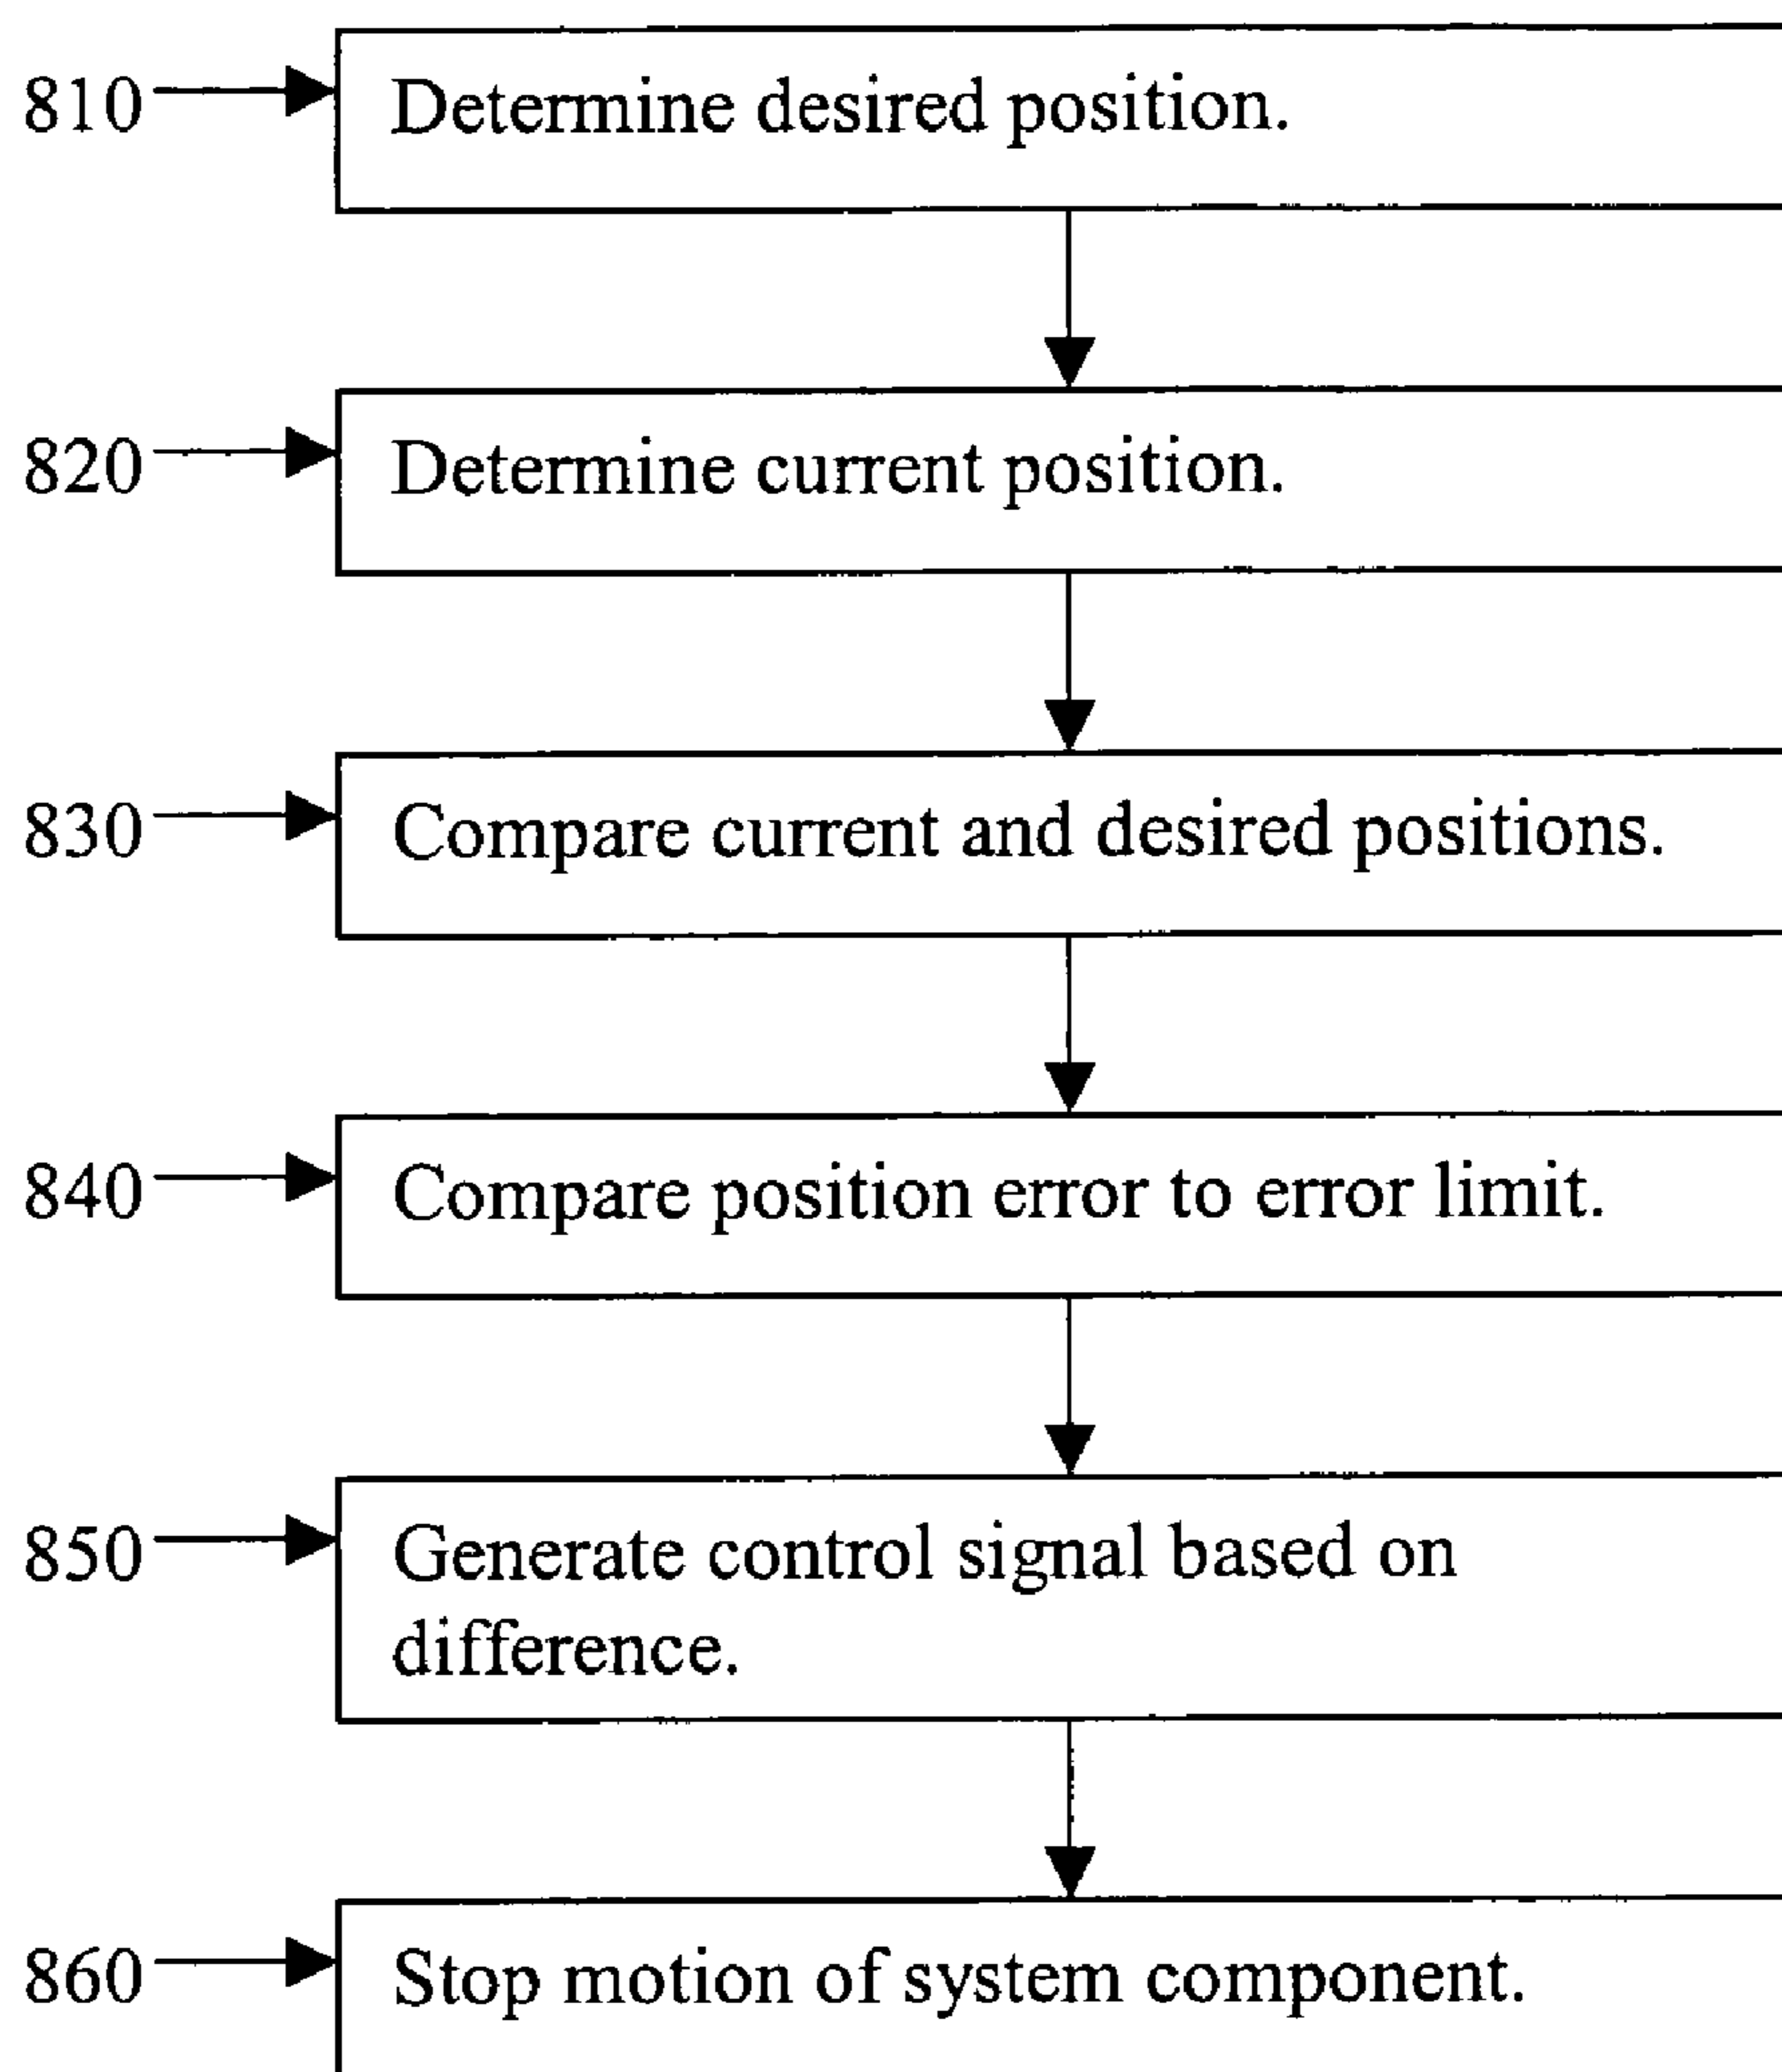 810 Determine desired position.
820 Determine current position.
830 Compare current and desired positions.
840 Compare position error to error limit.
850 Generate control signal based on
difference.
860 Stop motion of system component.